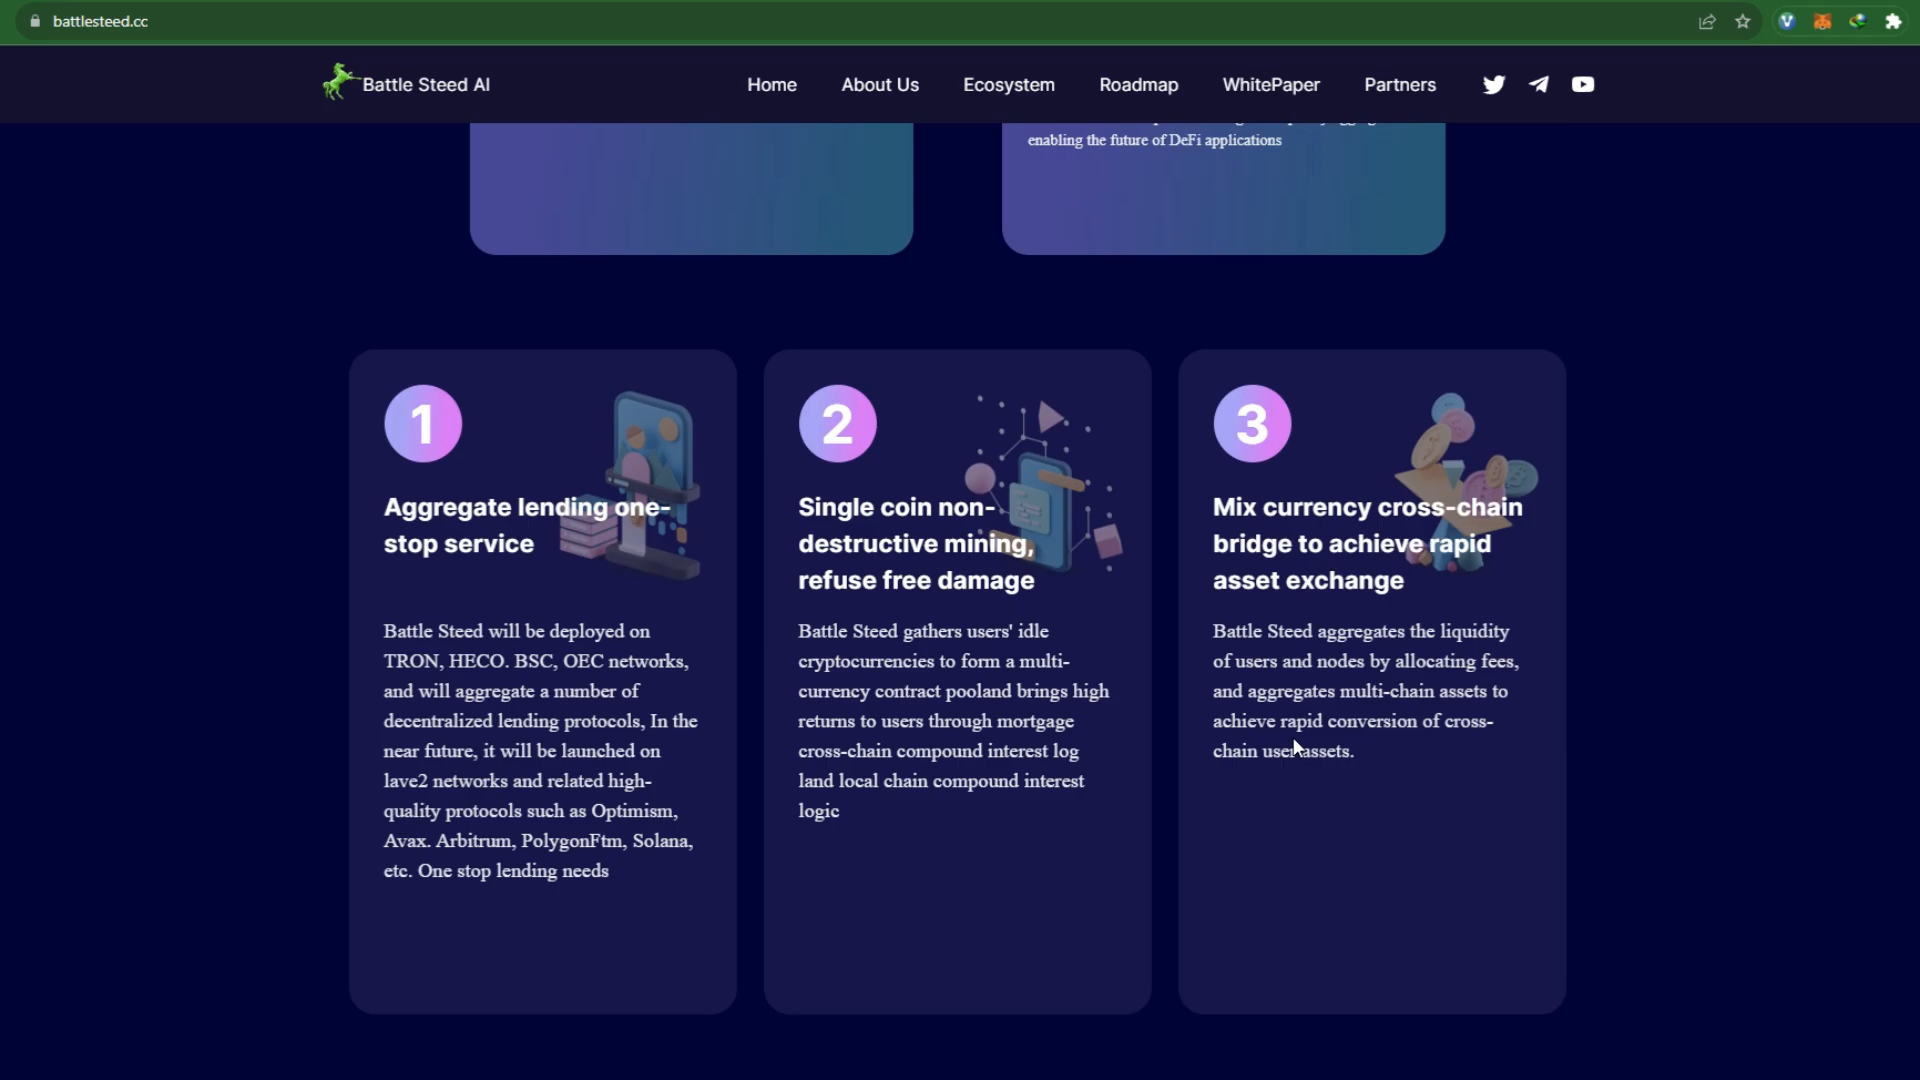 battlesteed.cc
Battle Steed AI
Home
About Us
Ecosystem
Roadmap
WhitePaper
Partners
enabling the future of DeFi applications
1
Aggregate lending one-
stop service
Battle Steed will be deployed on
TRON, HECO. BSC, OEC networks,
and will aggregate a number of
decentralized lending protocols, In the
near future, it will be launched on
lave2 networks and related high-
quality protocols such as Optimism,
Avax. Arbitrum, PolygonFtm, Solana,
etc. One stop lending needs
2
Single coin non-
destructive mining,
refuse free damage
Battle Steed gathers users' idle
cryptocurrencies to form a multi-
currency contract pooland brings high
returns to users through mortgage
cross-chain compound interest log
land local chain compound interest
logic
3
Mix currency cross-chain
bridge to achieve rapid
asset exchange
Battle Steed aggregates the liquidity
of users and nodes by allocating fees,
and aggregates multi-chain assets to
achieve rapid conversion of cross-
chain user assets.